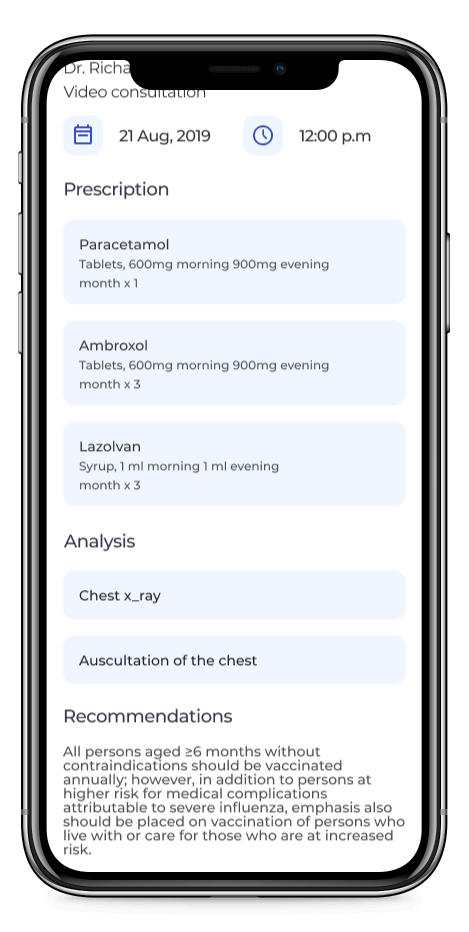 Dr. Richa
Video consultation
21 Aug, 2019
12:00 p.m
Prescription
Paracetamol
Tablets, 600mg morning 900mg evening
month x 1
Ambroxol
Tablets, 600mg morning 900mg evening
month x 3
Lazolvan
Syrup, 1 ml morning 1 ml evening
month x 3
Analysis
Chest x_ray
Auscultation of the chest
Recommendations
All persons aged ≥6 months without
contraindications should be vaccinated
annually; however, in addition to persons at
higher risk for medical complications
attributable to severe influenza, emphasis also
should be placed on vaccination of persons who
live with or care for those who are at increased
risk.